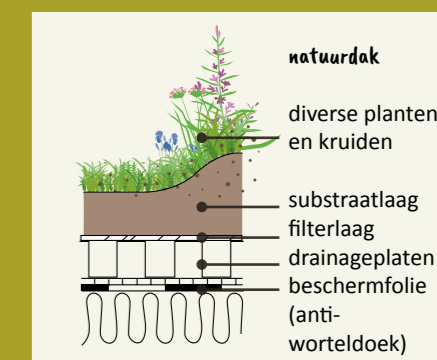 natuurdak
diverse planten
en kruiden
substraatlaag
filterlaag
drainageplaten
beschermfolie
(anti-
worteldoek)